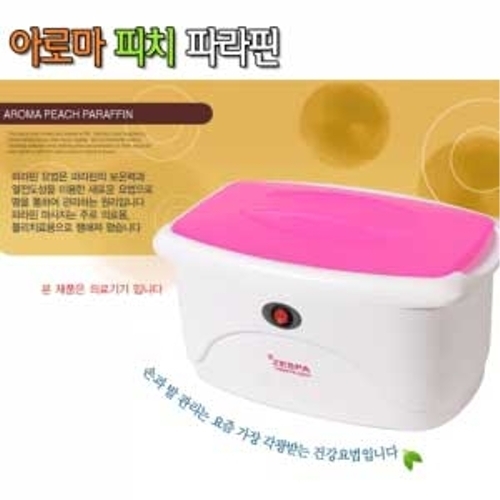 아로마 피치 파라핀
AROMA PEACH PARAFFIN
파라핀 요법은 파라핀의 보온력과
열전도성을 이용한 새로운 요법으로
땀을 통하여 관리하는 원리입니다
파라핀 마사지는 주로 의료용,
물리치료용으로 행해져 왔습니다
본 제품은 의료기기 입니다
ZESPA
손과 발 관리는 요즘 가장 각광받는 건강요법입니다